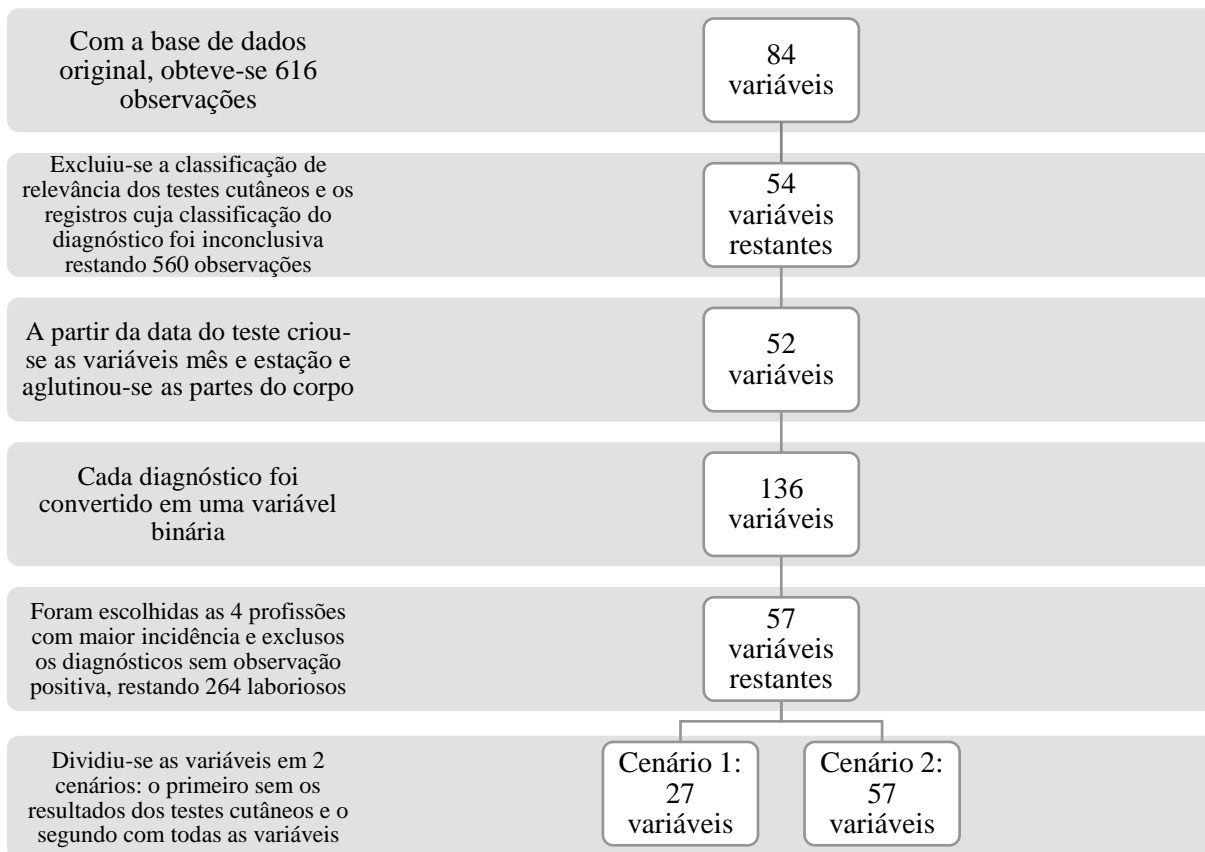 Com a base de dados
original, obteve-se 616
observações
84
variáveis
Excluiu-se a classificação de
relevância dos testes cutâneos e os
registros cuja classificação do
diagnóstico foi inconclusiva
restando 560 observações
54
variáveis
restantes
A partir da data do teste criou-
se as variáveis mês e estação e
aglutinou-se as partes do corpo
52
variáveis
Cada diagnóstico foi
convertido em uma variável
binária
136
variáveis
Foram escolhidas as 4 profissões
com maior incidência e exclusos
os diagnósticos sem observação
positiva, restando 264 laboriosos
57
variáveis
restantes
Dividiu-se as variáveis em 2
cenários: o primeiro sem os
resultados dos testes cutâneos e o
segundo com todas as variáveis
Cenário 1:
27
variáveis
Cenário 2:
57
variáveis